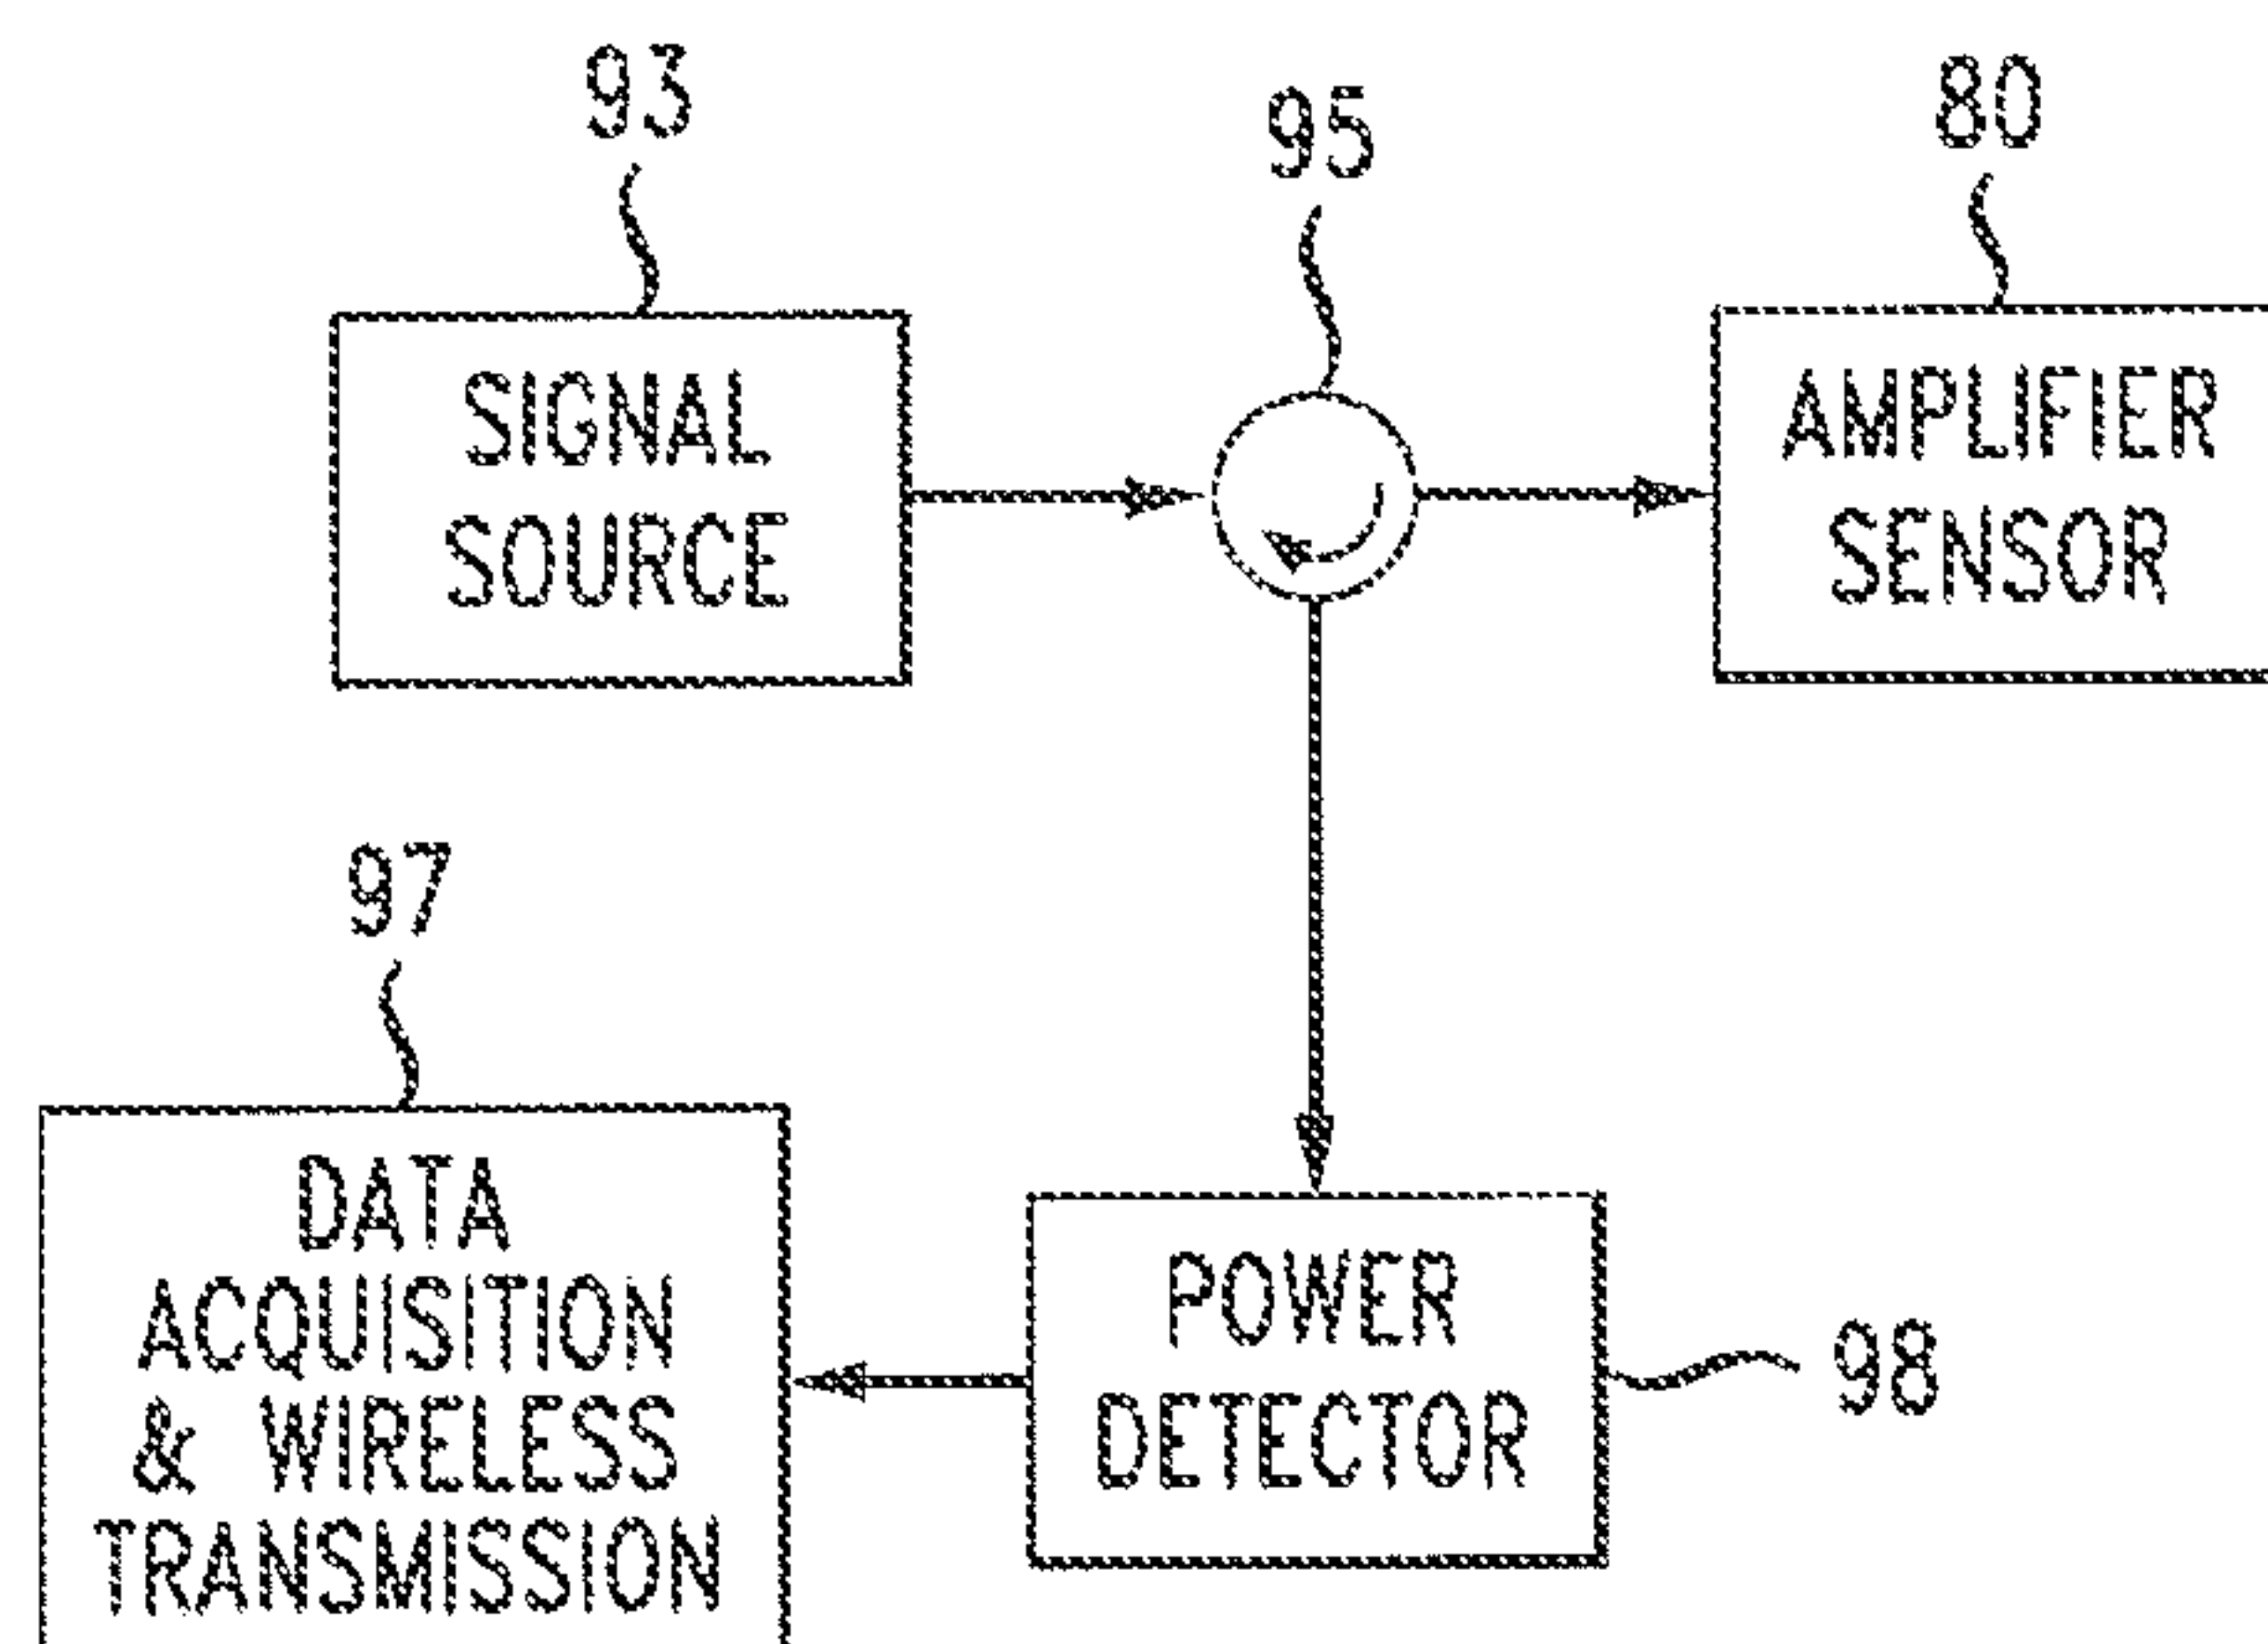 93
95
80
SIGNAL
SOURCE
AMPLIFIER
SENSOR
97
DATA
ACQUISITION
& WIRELESS
TRANSMISSION
POWER
DETECTOR
98